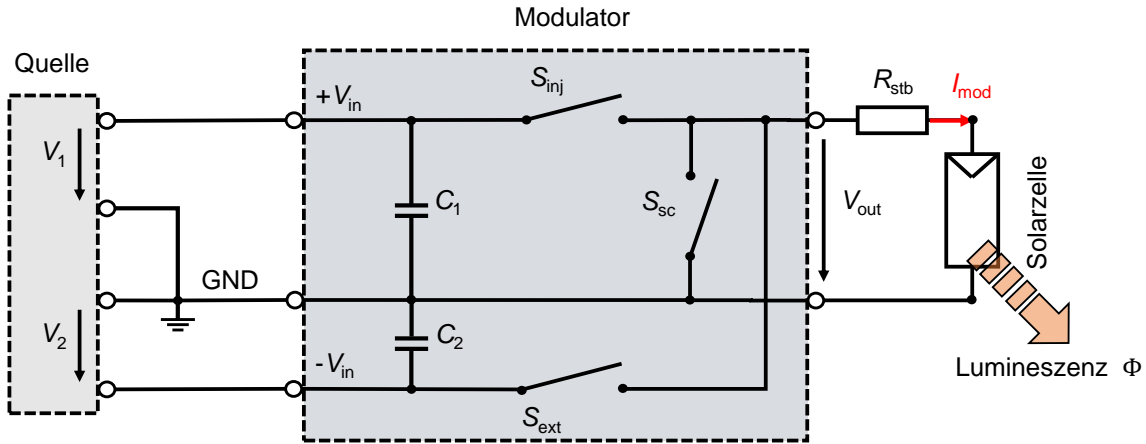 Modulator
Quelle
V1
V2
GND
+Vin
-Vin
C1
C2
Sinj
Ssc
Sext
Vout
Rstb
Imod
Solarzelle
Lumineszenz Φ